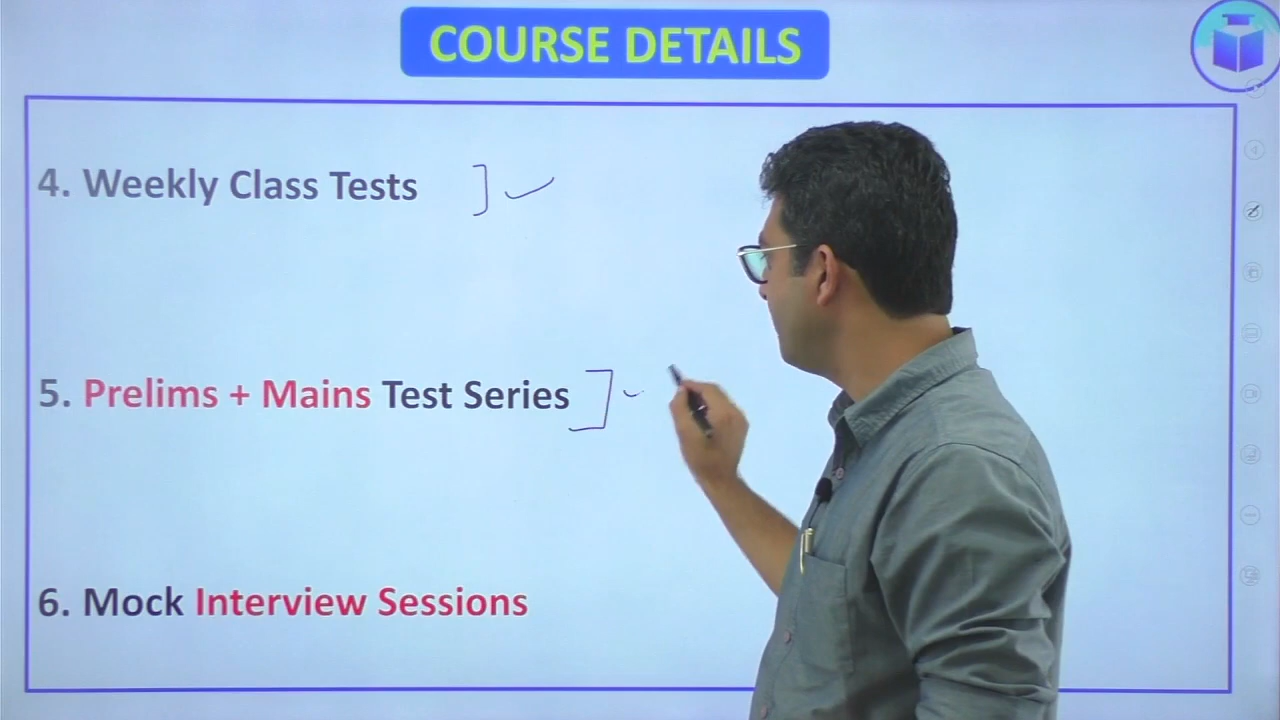 COURSE DETAILS
4. Weekly Class Tests
5. Prelims + Mains Test Series
6. Mock Interview Sessions